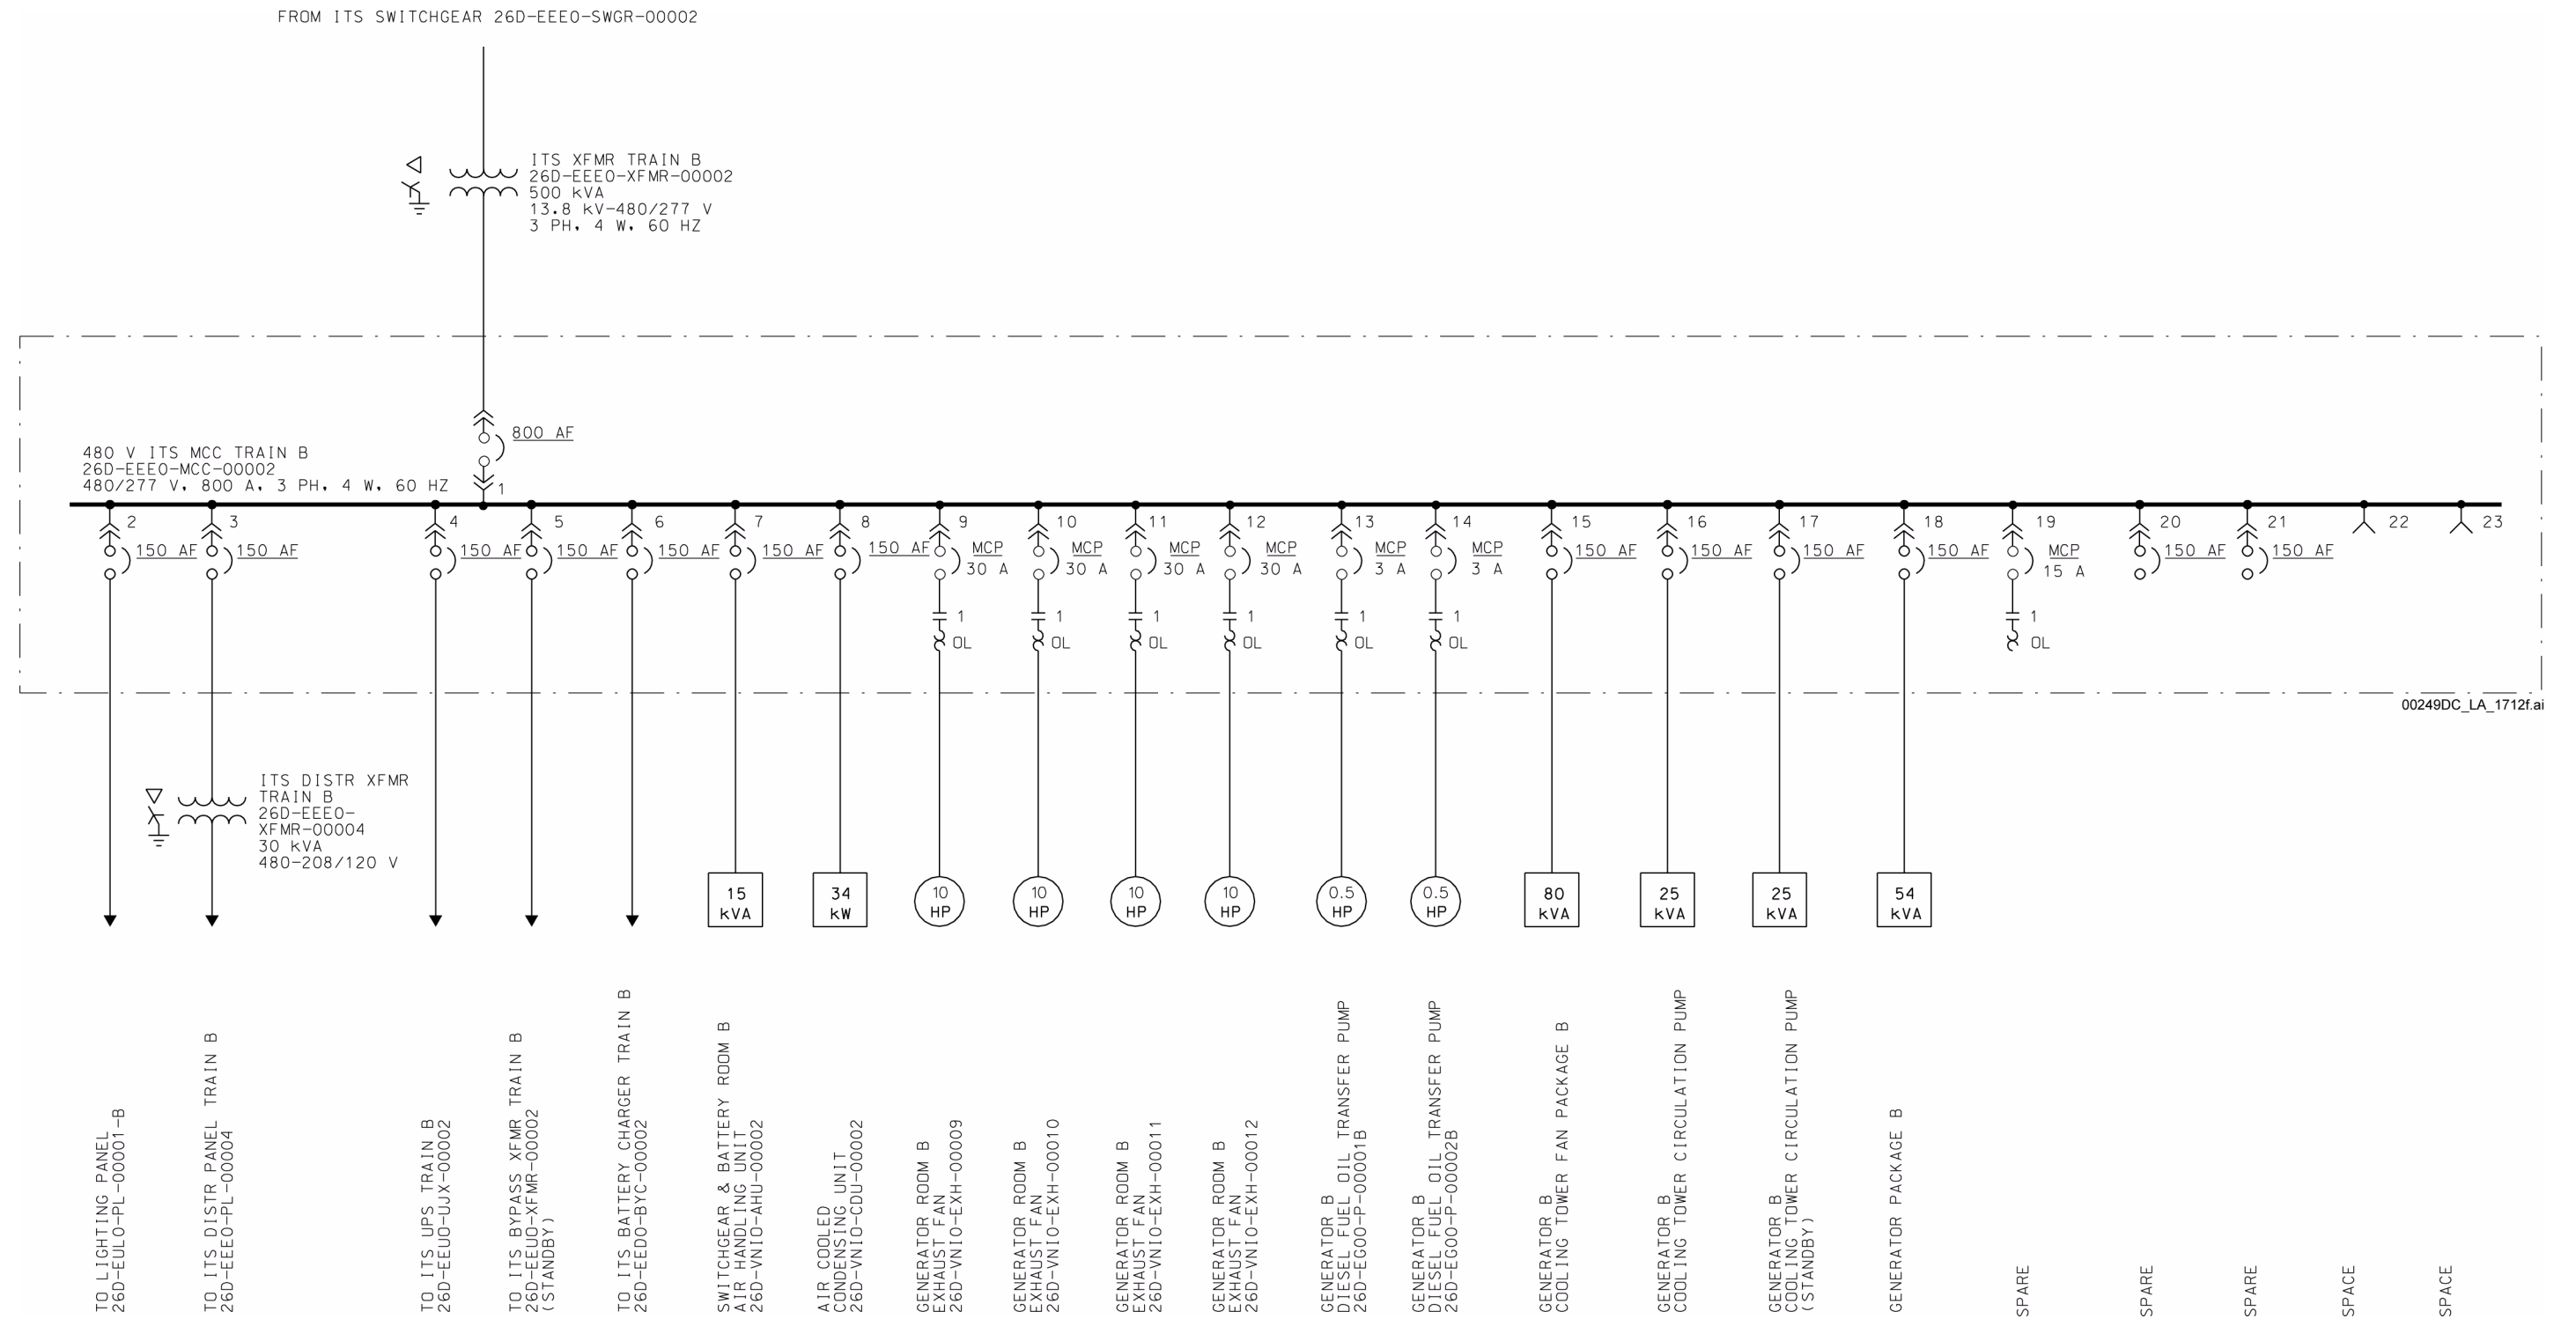 FROM ITS SWITCHGEAR 26D-EEE0-SWGR-00002
ITS XFMR TRAIN B
26D-EEE0-XFMR-00002
500 kVA
13.8 kV-480/277 V
3 PH, 4 W, 60 HZ
800 AF
480 V ITS MCC TRAIN B
26D-EEE0-MCC-00002
480/277 V, 800 A, 3 PH, 4 W, 60 HZ
1
2 3 4 5 6 7 8 9 10 11 12 13 14 15 16 17 18 19 20 21 22 23
150 AF 150 AF 150 AF 150 AF 150 AF 150 AF 150 AF MCP MCP MCP MCP MCP MCP 150 AF 150 AF 150 AF 150 AF MCP 150 AF 150 AF
30 A 30 A 30 A 30 A 3 A 3 A 15 A
1 1 1 1 1 1 1
OL OL OL OL OL OL OL
00249DC_LA_1712f.ai
ITS DISTR XFMR
TRAIN B
26D-EEE0-
XFMR-00004
30 kVA
480-208/120 V
15 34 10 10 10 10 0.5 0.5 80 25 25 54
kVA kW HP HP HP HP HP HP kVA kVA kVA kVA
TO LIGHTING PANEL
26D-EUL0-PL-00001-B
TO ITS DISTR PANEL TRAIN B
26D-EEE0-PL-00004
TO ITS UPS TRAIN B
26D-EEU0-UJX-00002
TO ITS BYPASS XFMR TRAIN B
26D-EEU0-XFMR-00002
(STANDBY)
TO ITS BATTERY CHARGER TRAIN B
26D-EED0-BYC-00002
SWITCHGEAR & BATTERY ROOM B
AIR HANDLING UNIT
26D-VNI0-AHU-00002
AIR COOLED
CONDENSING UNIT
26D-VNI0-CDU-00002
GENERATOR ROOM B
EXHAUST FAN
26D-VNI0-EXH-00009
GENERATOR ROOM B
EXHAUST FAN
26D-VNI0-EXH-00010
GENERATOR ROOM B
EXHAUST FAN
26D-VNI0-EXH-00011
GENERATOR ROOM B
EXHAUST FAN
26D-VNI0-EXH-00012
GENERATOR B
DIESEL FUEL OIL TRANSFER PUMP
26D-EG00-P-00001B
GENERATOR B
DIESEL FUEL OIL TRANSFER PUMP
26D-EG00-P-00002B
GENERATOR B
COOLING TOWER FAN PACKAGE B
GENERATOR B
COOLING TOWER CIRCULATION PUMP
GENERATOR B
COOLING TOWER CIRCULATION PUMP
(STANDBY)
GENERATOR PACKAGE B
SPARE
SPARE
SPARE
SPACE
SPACE